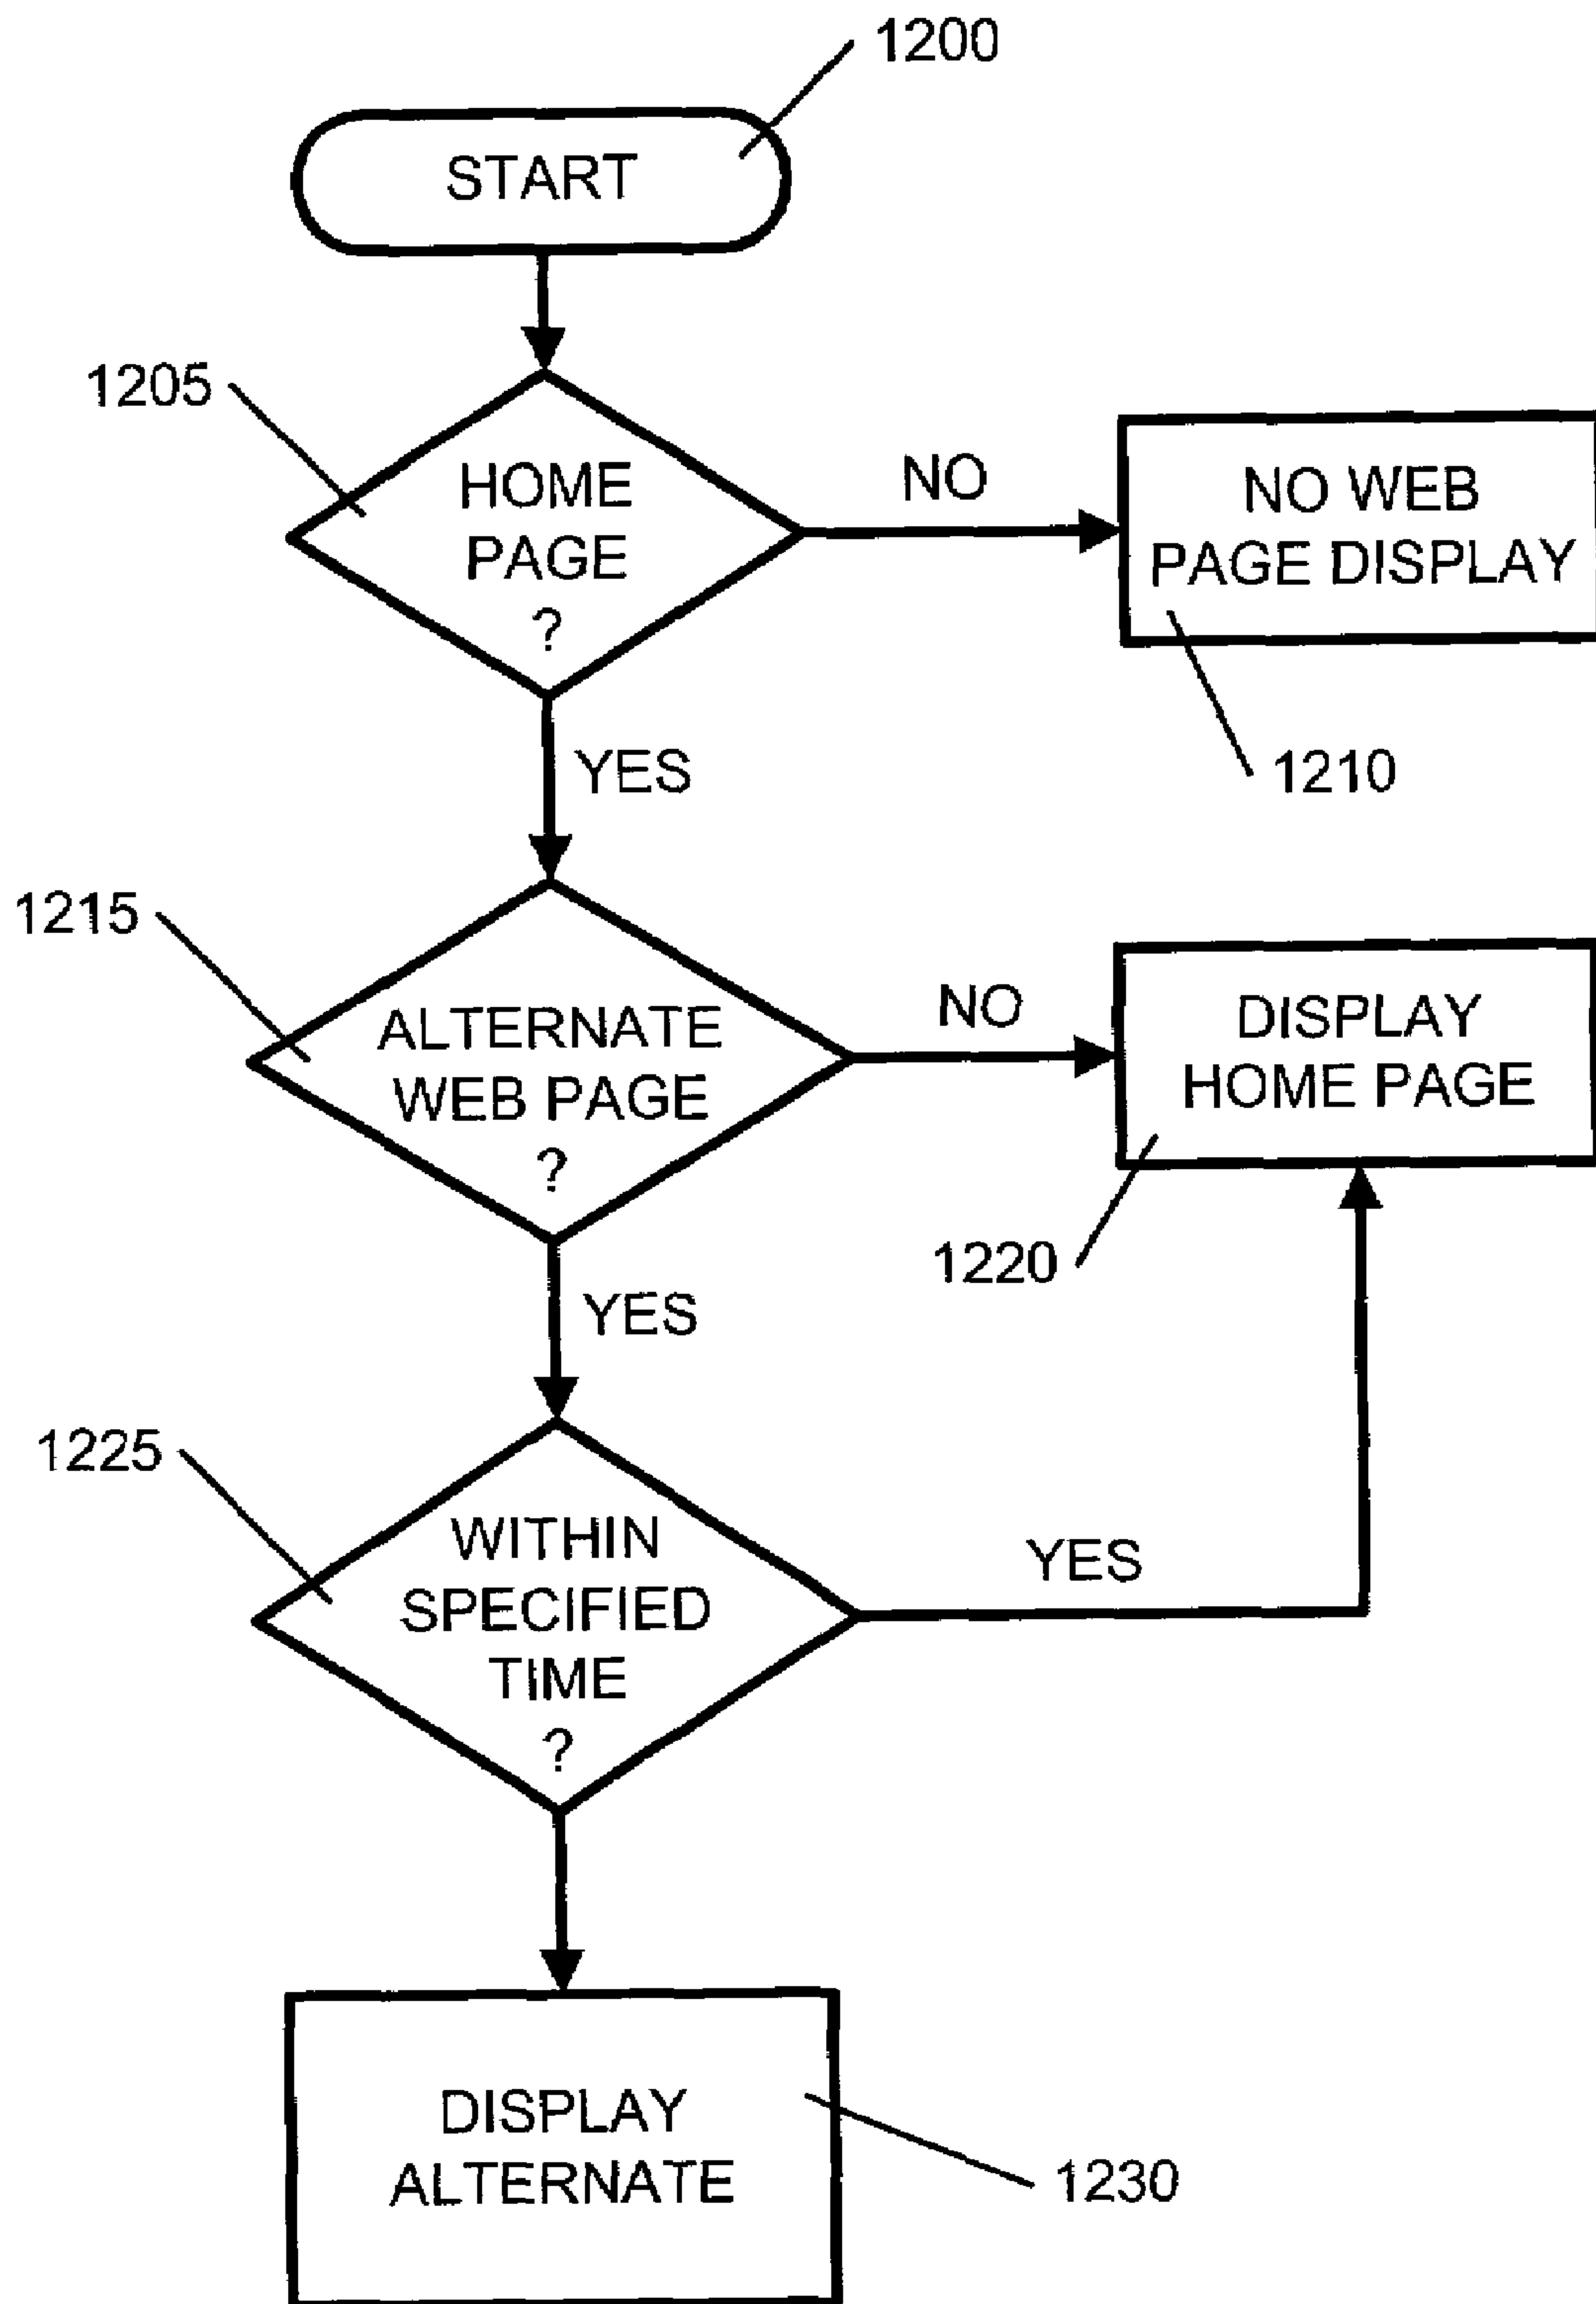 1200
START
1205
HOME
PAGE
?
NO
NO WEB
PAGE DISPLAY
1210
YES
1215
ALTERNATE
WEB PAGE
?
NO
DISPLAY
HOME PAGE
1220
YES
1225
WITHIN
SPECIFIED
TIME
?
YES
DISPLAY
ALTERNATE
1230